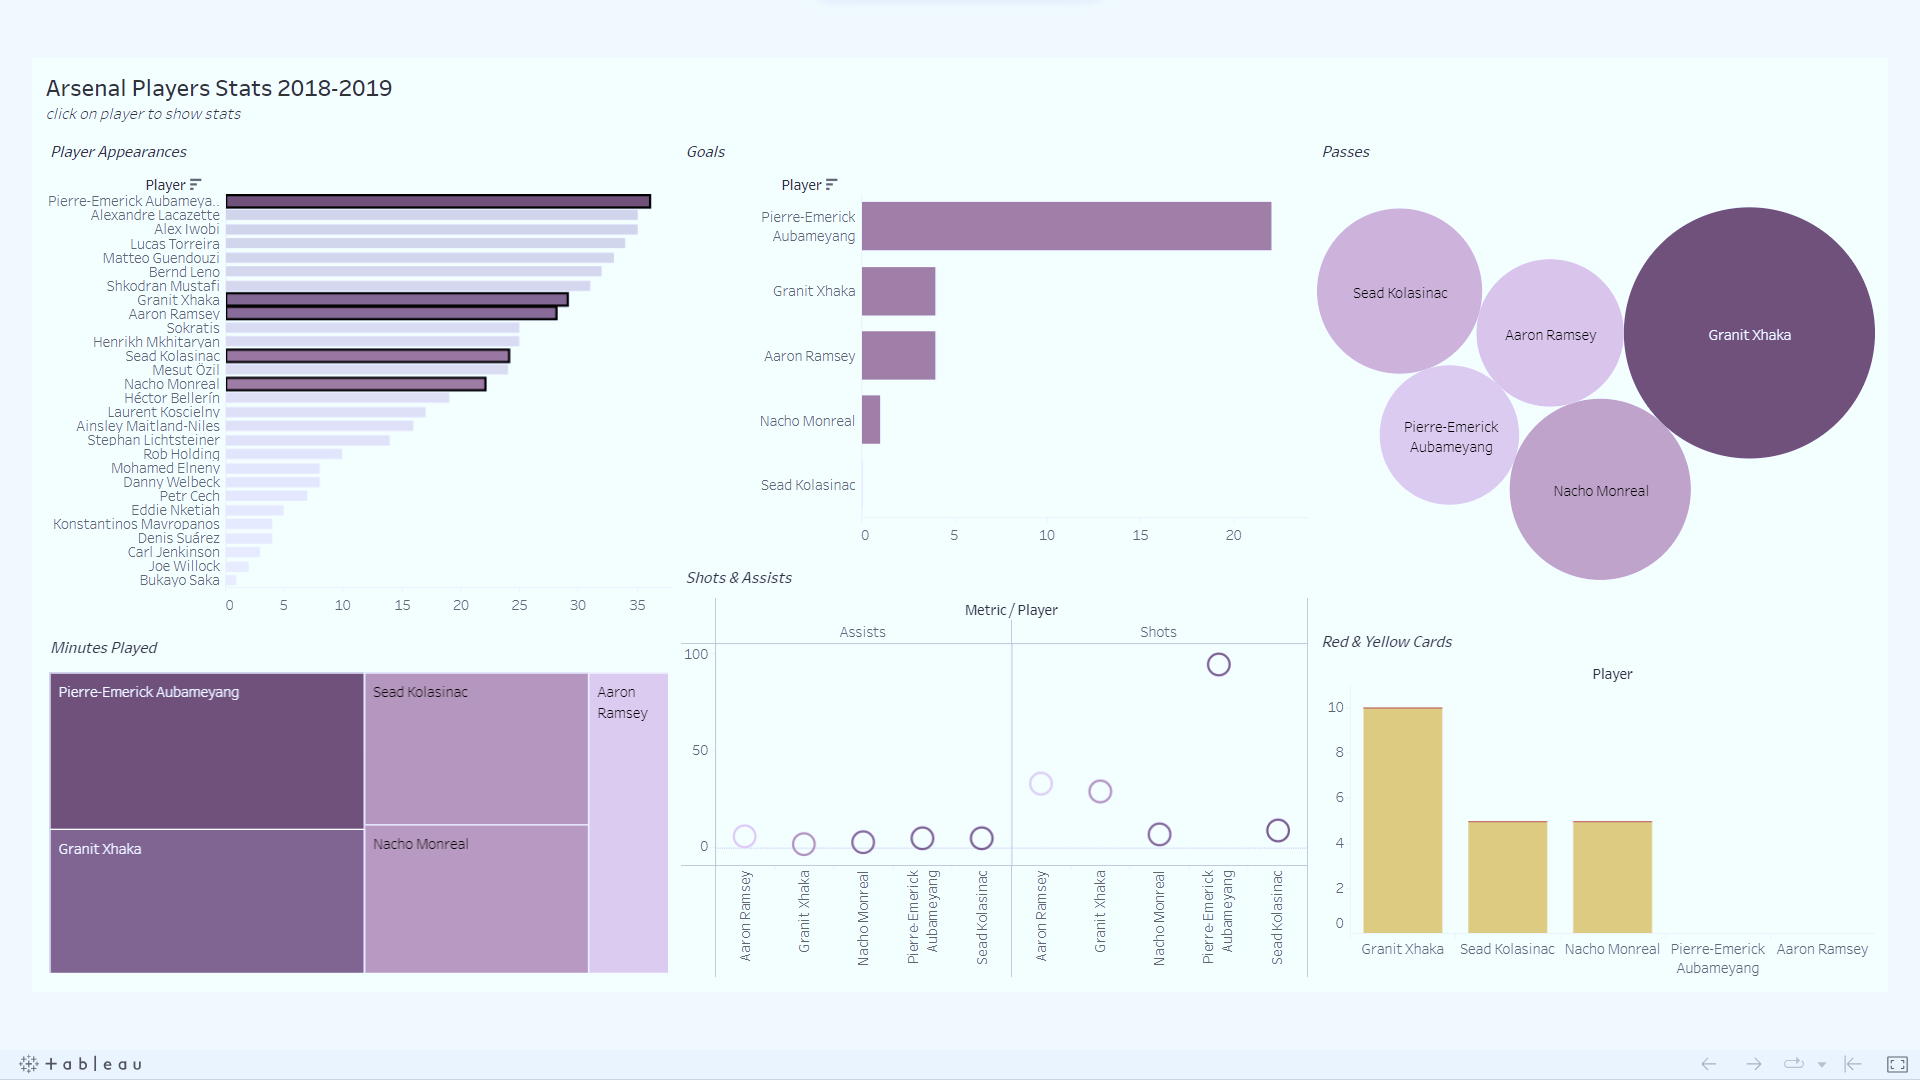 Arsenal Players Stats 2018-2019
click on player to show stats
Player Appearances
Player
Pierre-Emerick Aubameya..
Alexandre Lacazette
Alex Iwobi
Lucas Torreira
Matteo Guendouzi
Bernd Leno
Shkodran Mustafi
Granit Xhaka
Aaron Ramsey
Sokratis
Henrikh Mkhitaryan
Sead Kolasinac
Mesut Özil
Nacho Monreal
Héctor Bellerín
Laurent Koscielny
Ainsley Maitland-Niles
Stephan Lichtsteiner
Rob Holding
Mohamed Elneny
Danny Welbeck
Petr Cech
Eddie Nketiah
Konstantinos Mavropanos
Denis Suárez
Carl Jenkinson
Joe Willock
Bukayo Saka
0 5 10 15 20 25 30 35
Goals
Player
Pierre-Emerick
Aubameyang
Granit Xhaka
Aaron Ramsey
Nacho Monreal
Sead Kolasinac
0 5 10 15 20
Passes
Sead Kolasinac
Aaron Ramsey
Granit Xhaka
Pierre-Emerick
Aubameyang
Nacho Monreal
Minutes Played
Pierre-Emerick Aubameyang
Sead Kolasinac
Aaron
Ramsey
Granit Xhaka
Nacho Monreal
Shots & Assists
Metric / Player
Assists
Shots
100
50
0
Aaron Ramsey
Granit Xhaka
Nacho Monreal
Pierre-Emerick
Aubameyang
Sead Kolasinac
Aaron Ramsey
Granit Xhaka
Nacho Monreal
Pierre-Emerick
Aubameyang
Sead Kolasinac
Red & Yellow Cards
Player
10
8
6
4
2
0
Granit Xhaka
Sead Kolasinac
Nacho Monreal
Pierre-Emerick
Aubameyang
Aaron Ramsey
+ableau